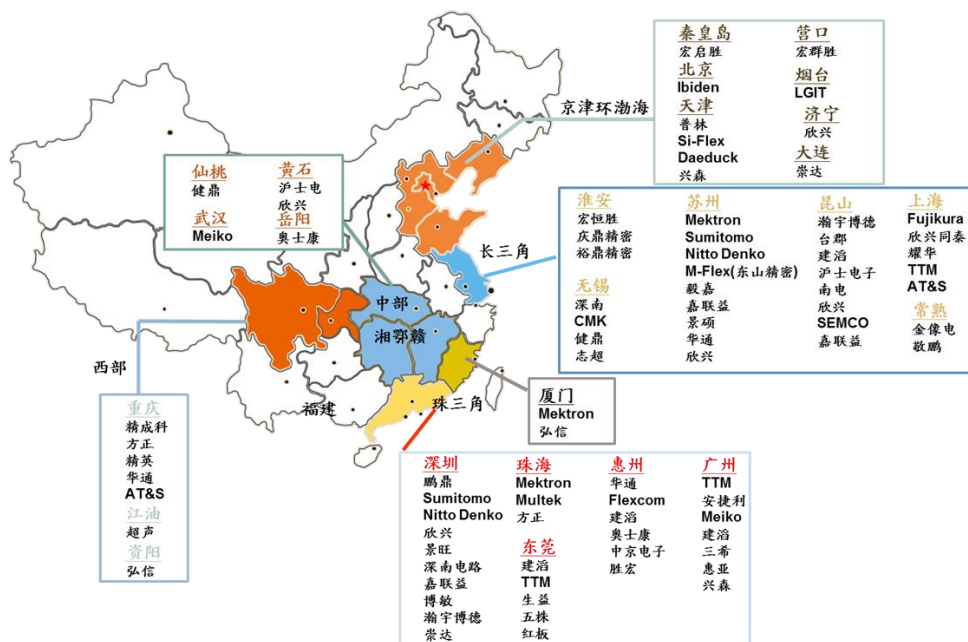 秦皇岛
宏启胜
北京
Ibiden
天津
普林
Si-Flex
Daeduck
兴森
营口
宏群胜
烟台
LGIT
济宁
欣兴
大连
崇达
京津环渤海
仙桃
健鼎
武汉
Meiko
黄石
沪士电
欣兴
岳阳
奥士康
长三角
淮安
宏恒胜
庆鼎精密
裕鼎精密
无锡
深南
CMK
健鼎
志超
苏州
Mektron
Sumitomo
Nitto Denko
M-Flex(东山精密)
毅嘉
嘉联益
景硕
华通
欣兴
昆山
瀚宇博德
台郡
建滔
沪士电子
南电
欣兴
SEMCO
嘉联益
上海
Fujikura
欣兴同泰
耀华
TTM
AT&S
常熟
金像电
敬鹏
中部
湘鄂赣
西部
福建
珠三角
厦门
Mektron
弘信
重庆
精成科
方正
精英
华通
AT&S
江油
超声
资阳
弘信
深圳
鹏鼎
Sumitomo
Nitto Denko
欣兴
景旺
深南电路
嘉联益
博敏
瀚宇博德
崇达
珠海
Mektron
Multek
方正
东莞
建滔
TTM
生益
五株
红板
惠州
华通
Flexcom
建滔
奥士康
中京电子
胜宏
广州
TTM
安捷利
Meiko
建滔
三希
惠亚
兴森